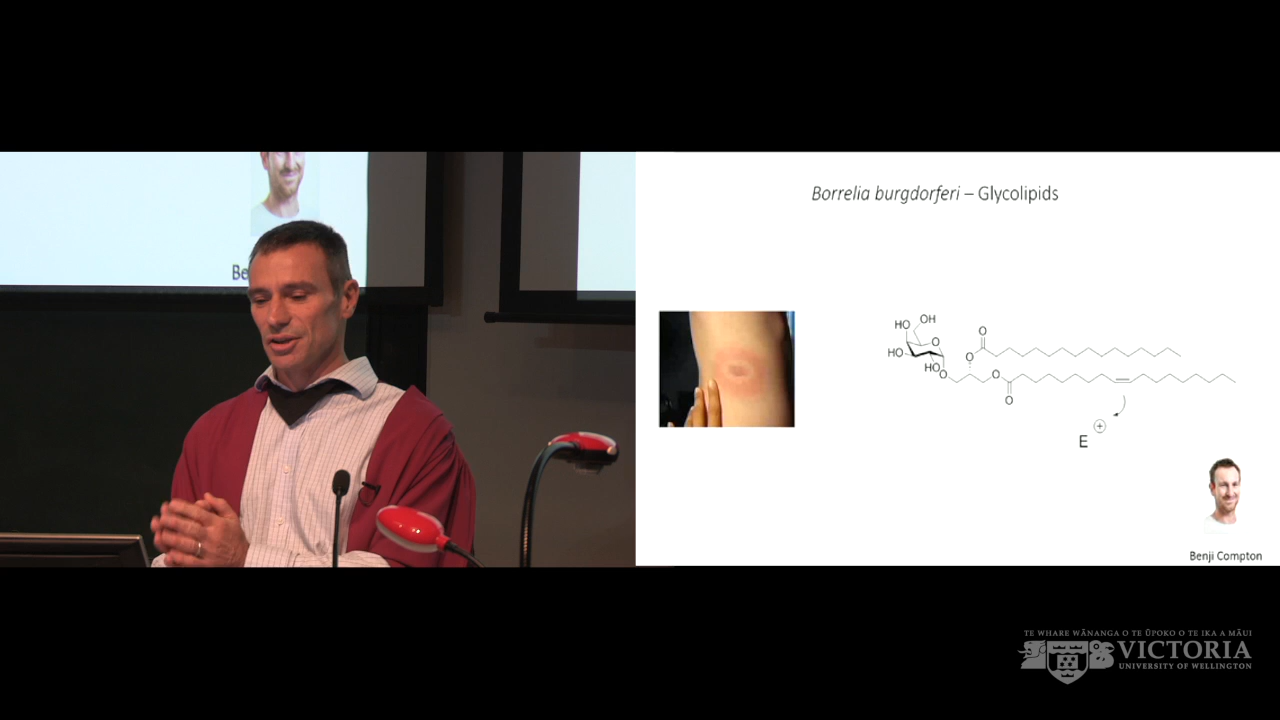 Be
Borrelia burgdorferi – Glycolipids
HO
OH
O
HO
HO
O
O
O
O
O
E
+
Benji Compton
TE WHARE WĀNANGA O TE ŪPOKO O TE IKA A MĀUI
VICTORIA
UNIVERSITY OF WELLINGTON